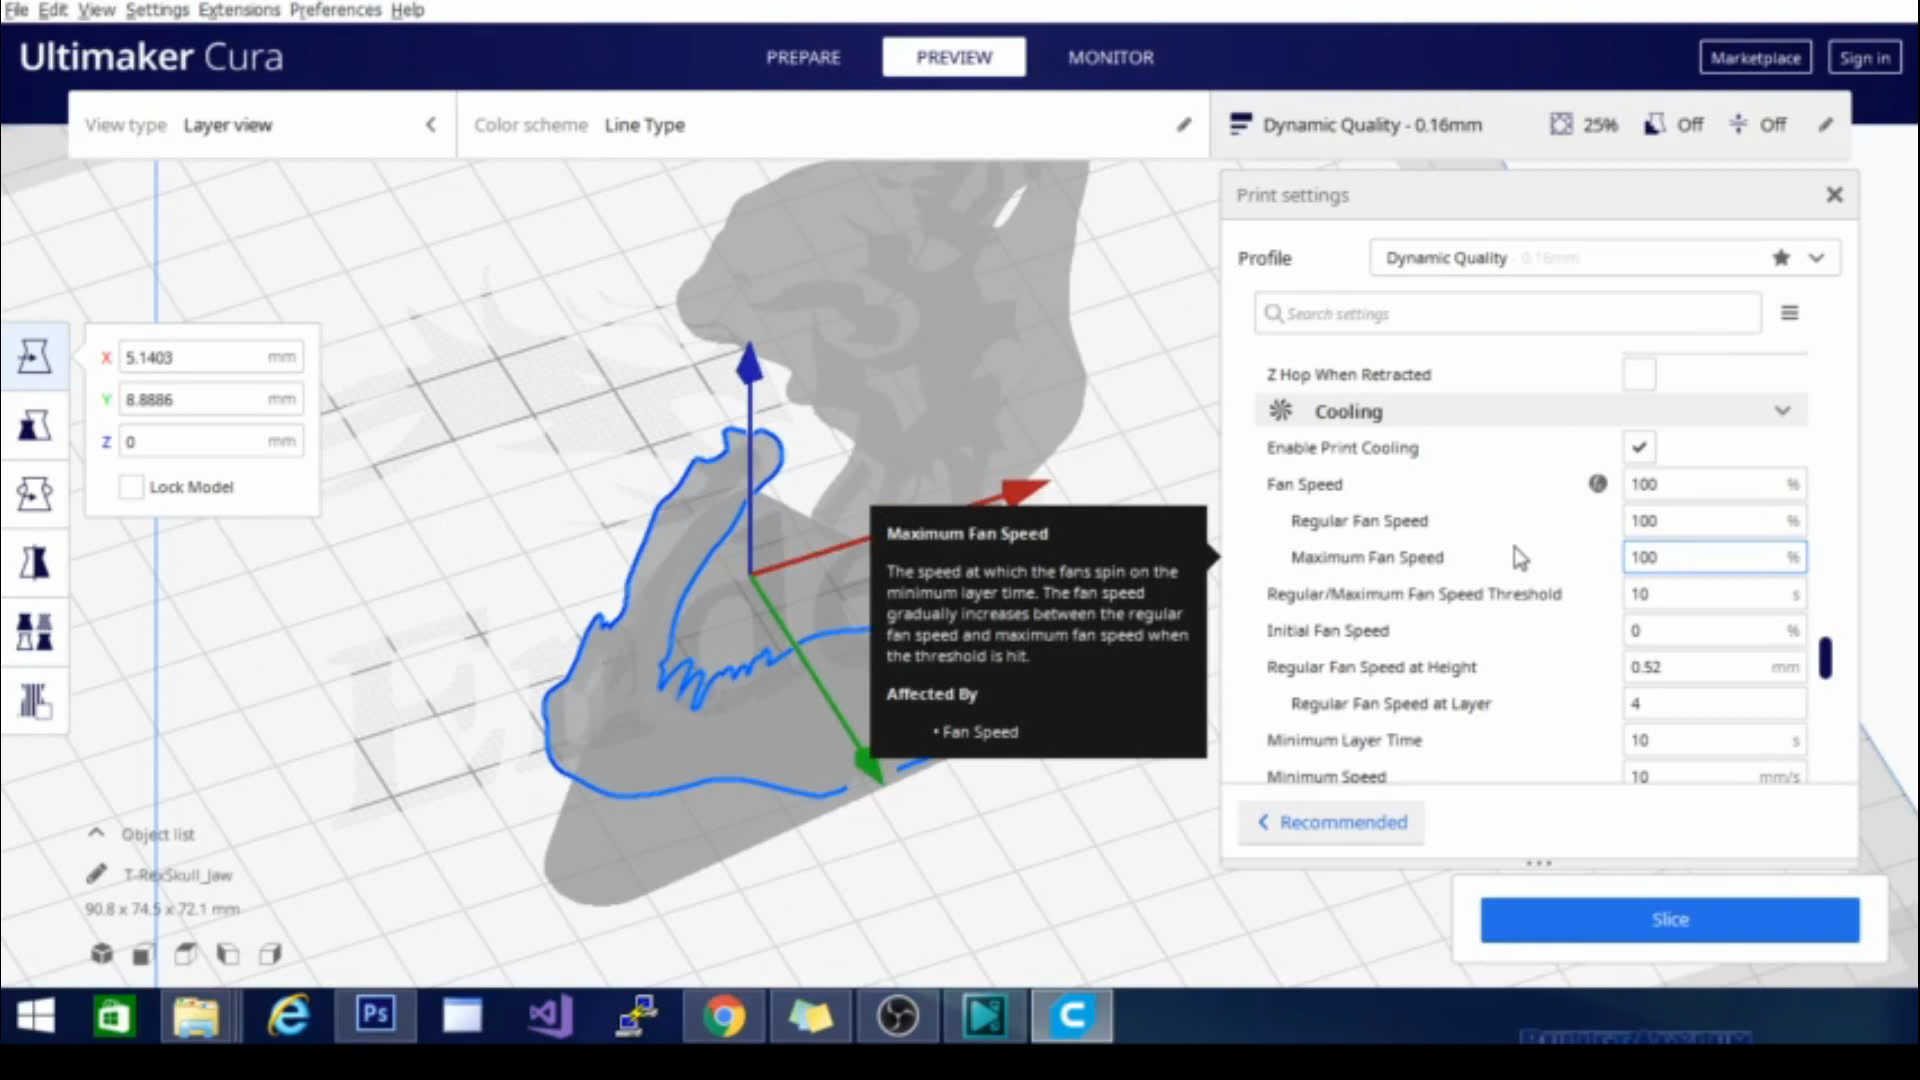 File Edit View Settings Extensions Preferences Help
Ultimaker Cura
PREPARE
PREVIEW
MONITOR
Marketplace
Sign in
View type Layer view
Color scheme Line Type
Dynamic Quality - 0.16mm
25%
Off
Off
Print settings
Profile
Dynamic Quality - 0.16mm
Search settings
X 5.1403 mm
Y 8.8886 mm
Z 0 mm
Lock Model
Z Hop When Retracted
Cooling
Enable Print Cooling
Fan Speed 100 %
Regular Fan Speed 100 %
Maximum Fan Speed 100 %
Regular/Maximum Fan Speed Threshold 10 s
Initial Fan Speed 0 %
Regular Fan Speed at Height 0.52 mm
Regular Fan Speed at Layer 4
Minimum Layer Time 10 s
Minimum Speed 10 mm/s
Maximum Fan Speed
The speed at which the fans spin on the
minimum layer time. The fan speed
gradually increases between the regular
fan speed and maximum fan speed when
the threshold is hit.
Affected By
• Fan Speed
Recommended
Slice
Object list
T-RexSkull_Jaw
90.8 x 74.5 x 72.1 mm
Ps